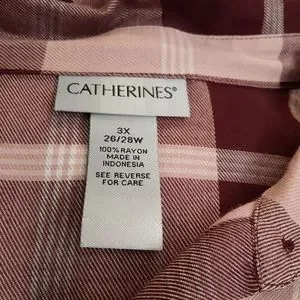 CATHERINES®
3X
26/28W
100% RAYON
MADE IN
INDONESIA
SEE REVERSE
FOR CARE